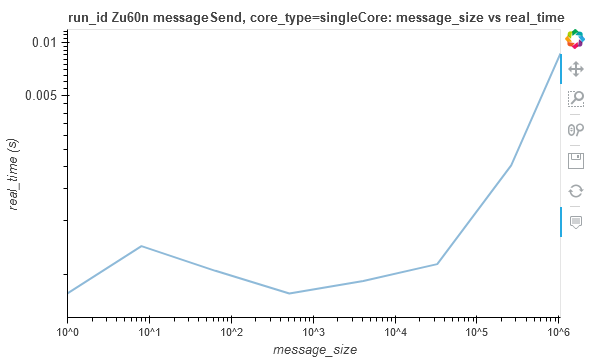 run_id Zu60n messageSend, core_type=singleCore: message_size vs real_time
0.01
0.005
real_time (s)
10^0 10^1 10^2 10^3 10^4 10^5 10^6
message_size